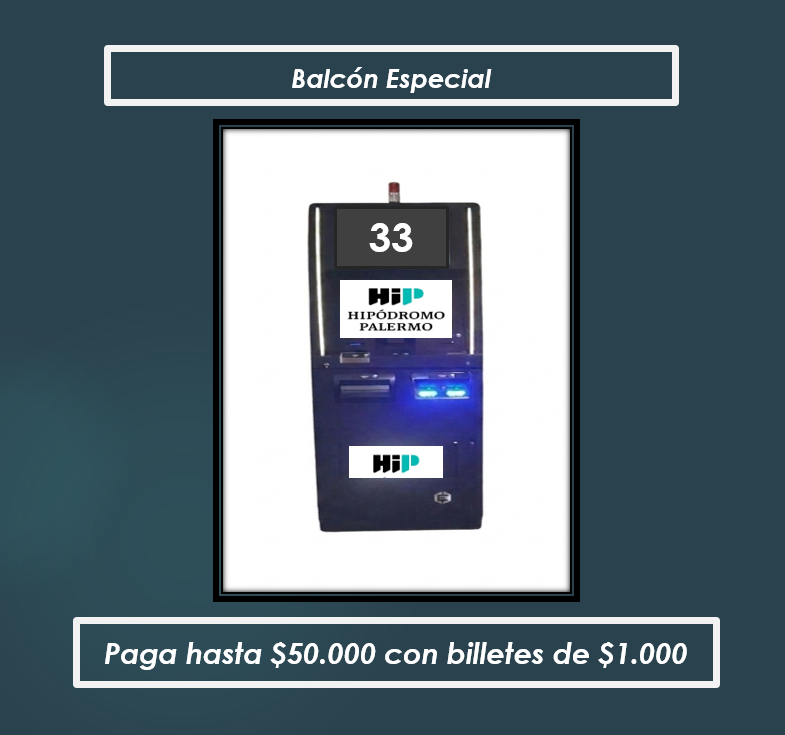 Balcón Especial
33
HiP
HIPÓDROMO
PALERMO
HiP
Paga hasta $50.000 con billetes de $1.000